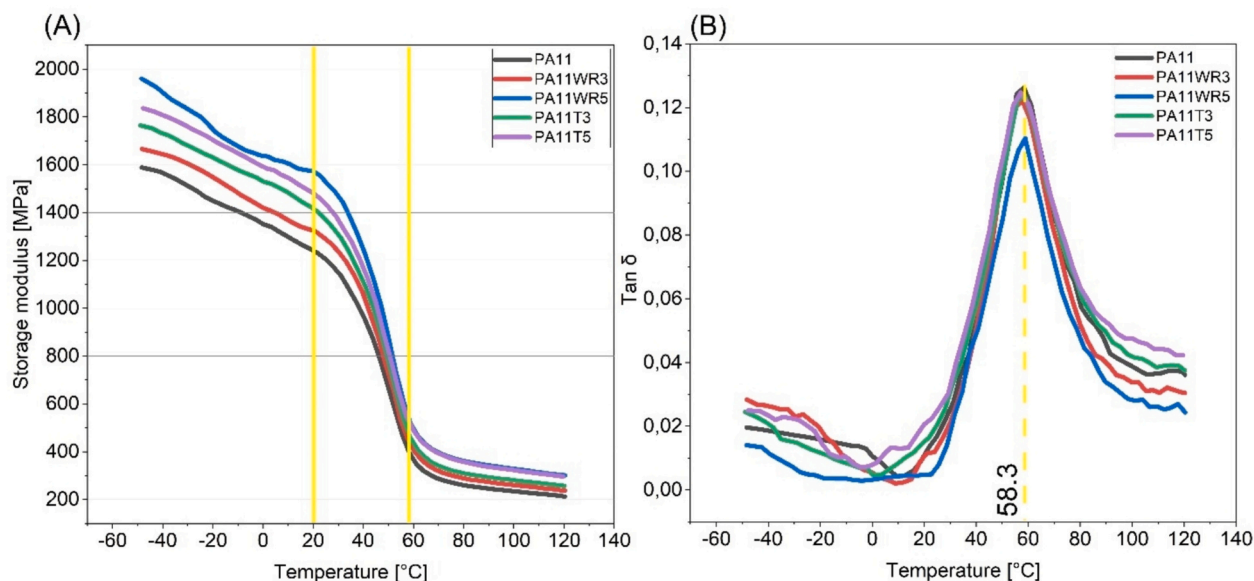 (A)
Storage modulus [MPa]
2000
1800
1600
1400
1200
1000
800
600
400
200
-60 -40 -20 0 20 40 60 80 100 120 140
Temperature [°C]
PA11
PA11WR3
PA11WR5
PA11T3
PA11T5
(B)
Tan δ
0,14
0,12
0,10
0,08
0,06
0,04
0,02
0,00
-60 -40 -20 0 20 40 60 80 100 120 140
Temperature [°C]
PA11
PA11WR3
PA11WR5
PA11T3
PA11T5
58.3